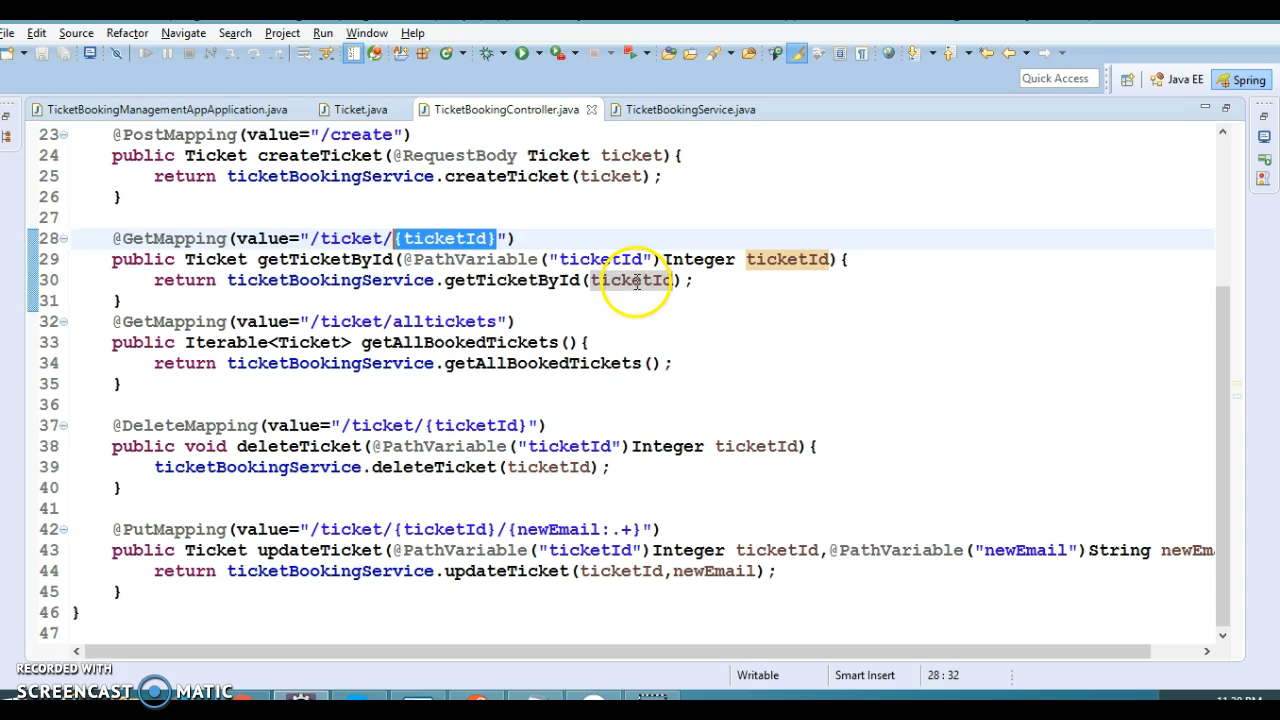 File Edit Source Refactor Navigate Search Project Run Window Help
Quick Access Java EE Spring
TicketBookingManagementAppApplication.java Ticket.java TicketBookingController.java TicketBookingService.java
23 @PostMapping(value="/create")
24 public Ticket createTicket(@RequestBody Ticket ticket){
25 return ticketBookingService.createTicket(ticket);
26 }
27
28 @GetMapping(value="/ticket/{ticketId}")
29 public Ticket getTicketById(@PathVariable("ticketId")Integer ticketId){
30 return ticketBookingService.getTicketById(ticketId);
31 }
32 @GetMapping(value="/ticket/alltickets")
33 public Iterable<Ticket> getAllBookedTickets(){
34 return ticketBookingService.getAllBookedTickets();
35 }
36
37 @DeleteMapping(value="/ticket/{ticketId}")
38 public void deleteTicket(@PathVariable("ticketId")Integer ticketId){
39 ticketBookingService.deleteTicket(ticketId);
40 }
41
42 @PutMapping(value="/ticket/{ticketId}/{newEmail:.+}")
43 public Ticket updateTicket(@PathVariable("ticketId")Integer ticketId,@PathVariable("newEmail")String newEm
44 return ticketBookingService.updateTicket(ticketId,newEmail);
45 }
46 }
47
RECORDED WITH
SCREENCAST MATIC
Writable Smart Insert 28 : 32